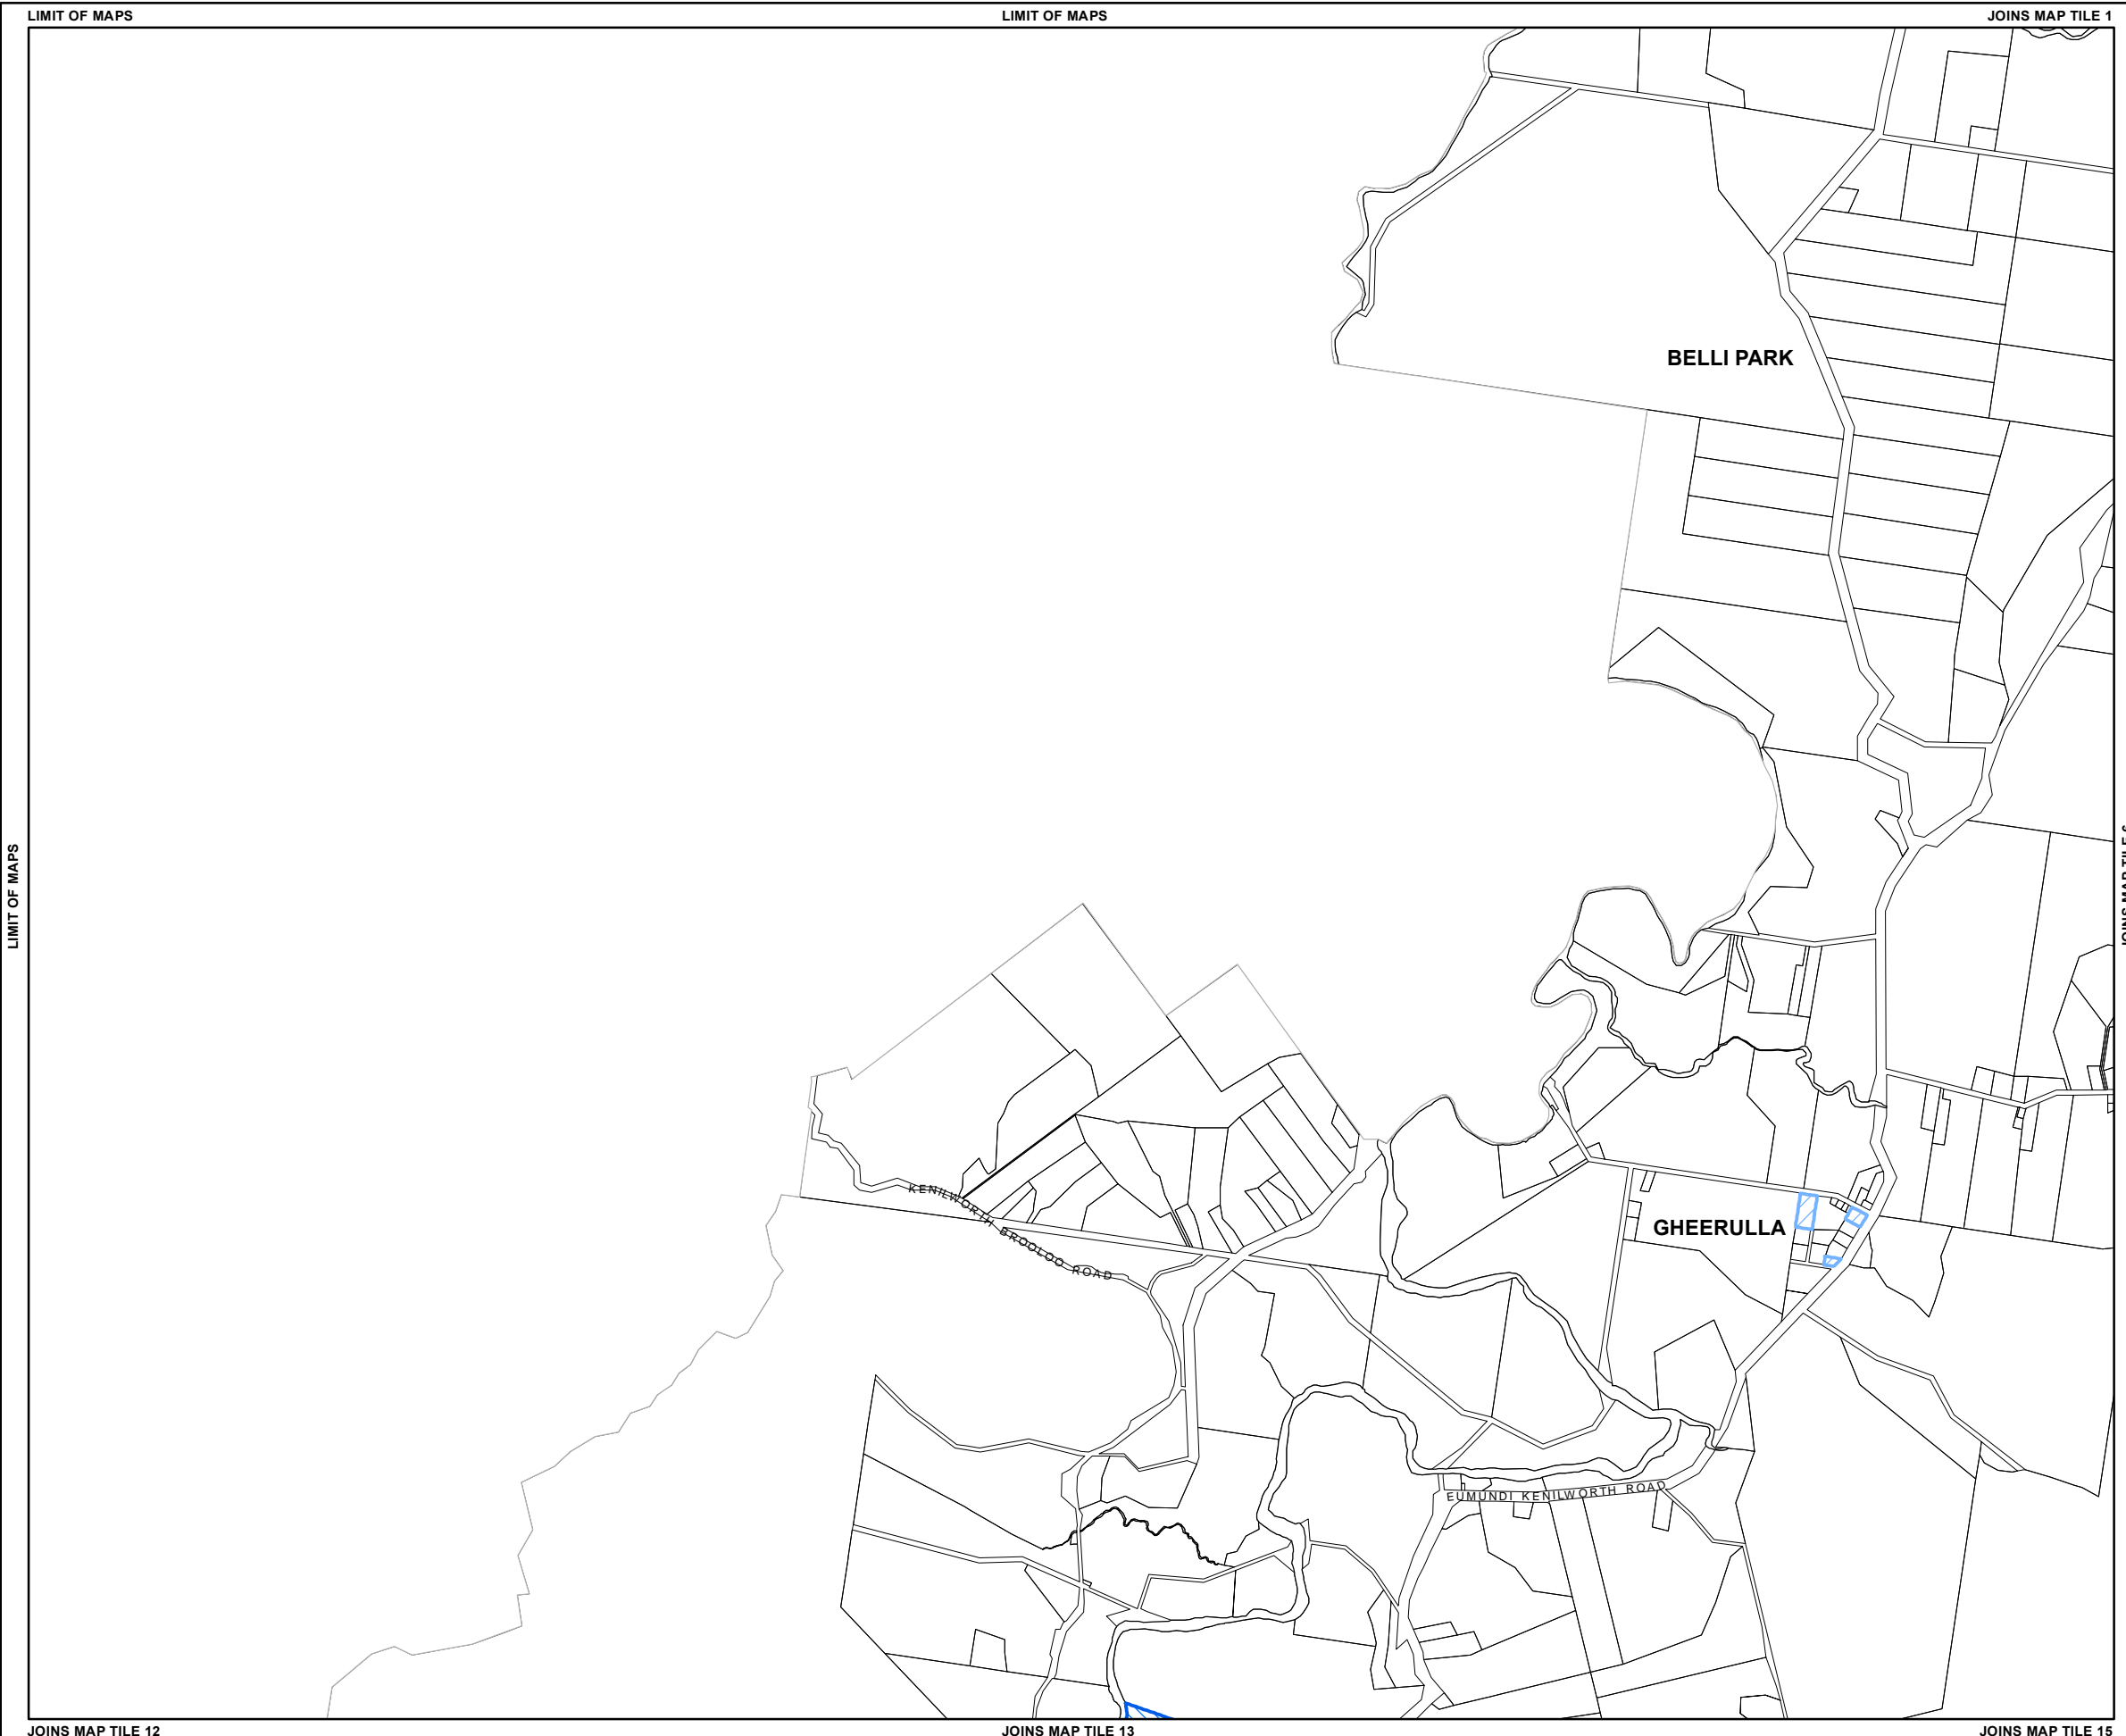 LIMIT OF MAPS
LIMIT OF MAPS
JOINS MAP TILE 1
BELLI PARK
LIMIT OF MAPS
KENILWORTH BROOLOO ROAD
GHEERULLA
EUMUNDI KENILWORTH ROAD
JOINS MAP TILE 12
JOINS MAP TILE 13
JOINS MAP TILE 15